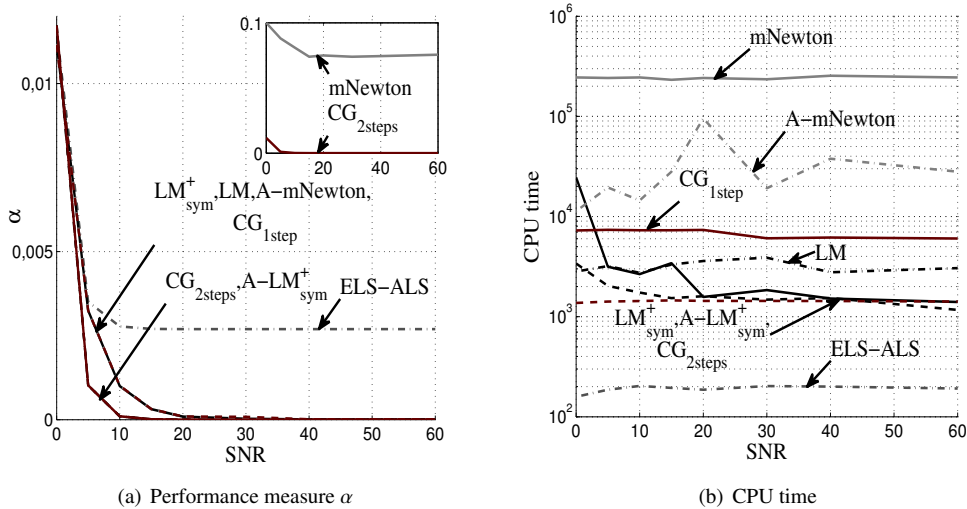 0.01
0.005
0
0 10 20 30 40 50 60
SNR
α
0.1
0
0 20 40 60
mNewton
CG2steps
LM+sym,LM,A−mNewton,
CG1step
CG2steps,A−LM+sym
ELS−ALS
(a) Performance measure α
10^6
10^5
10^4
10^3
10^2
0 10 20 30 40 50 60
SNR
CPU time
mNewton
A−mNewton
CG1step
LM
LM+sym,A−LM+sym,
CG2steps
ELS−ALS
(b) CPU time